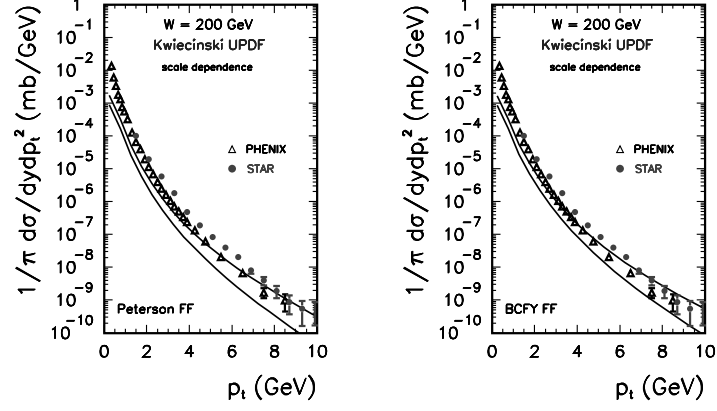 1/π dσ/dydp_t^2 (mb/GeV)
1
10^-1
10^-2
10^-3
10^-4
10^-5
10^-6
10^-7
10^-8
10^-9
10^-10
W = 200 GeV
Kwiecinski UPDF
scale dependence
PHENIX
STAR
Peterson FF
0 2 4 6 8 10
p_t (GeV)
1/π dσ/dydp_t^2 (mb/GeV)
1
10^-1
10^-2
10^-3
10^-4
10^-5
10^-6
10^-7
10^-8
10^-9
10^-10
W = 200 GeV
Kwiecinski UPDF
scale dependence
PHENIX
STAR
BCFY FF
0 2 4 6 8 10
p_t (GeV)